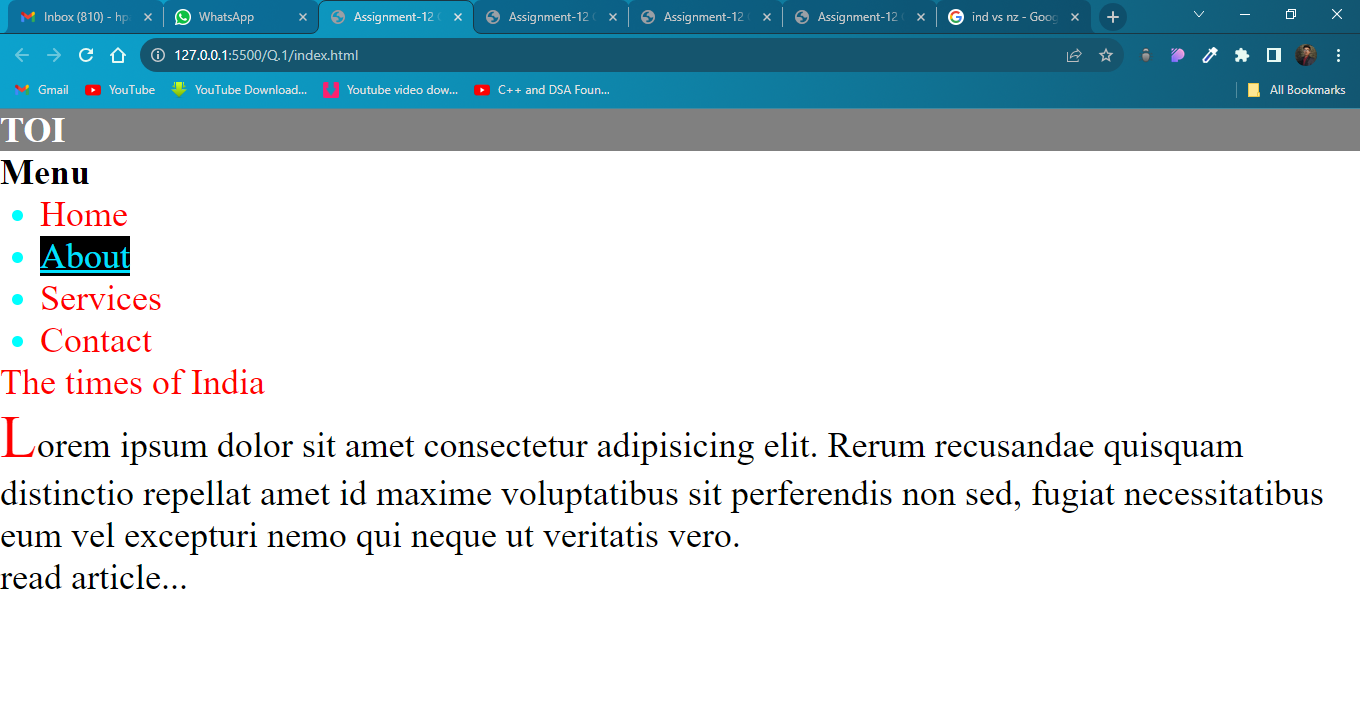 Inbox (810) - hp
WhatsApp
Assignment-12
Assignment-12
Assignment-12
Assignment-12
ind vs nz - Goog
127.0.0.1:5500/Q.1/index.html
Gmail
YouTube
YouTube Download...
Youtube video dow...
C++ and DSA Foun...
All Bookmarks
TOI
Menu
Home
About
Services
Contact
The times of India
Lorem ipsum dolor sit amet consectetur adipisicing elit. Rerum recusandae quisquam
distinctio repellat amet id maxime voluptatibus sit perferendis non sed, fugiat necessitatibus
eum vel excepturi nemo qui neque ut veritatis vero.
read article...